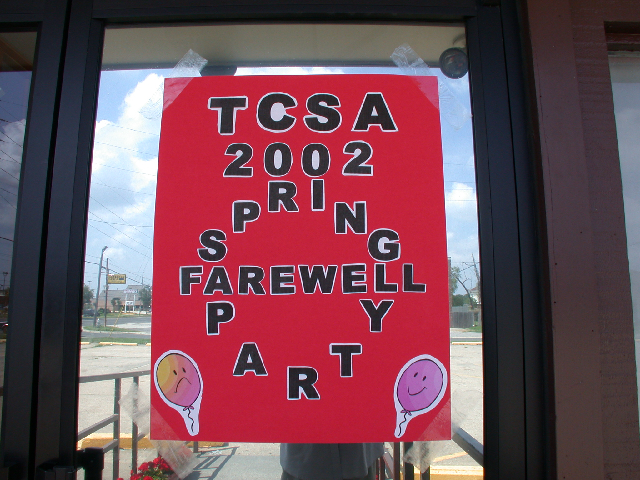 TCSA
2002
SPRING
FAREWELL
PARTY